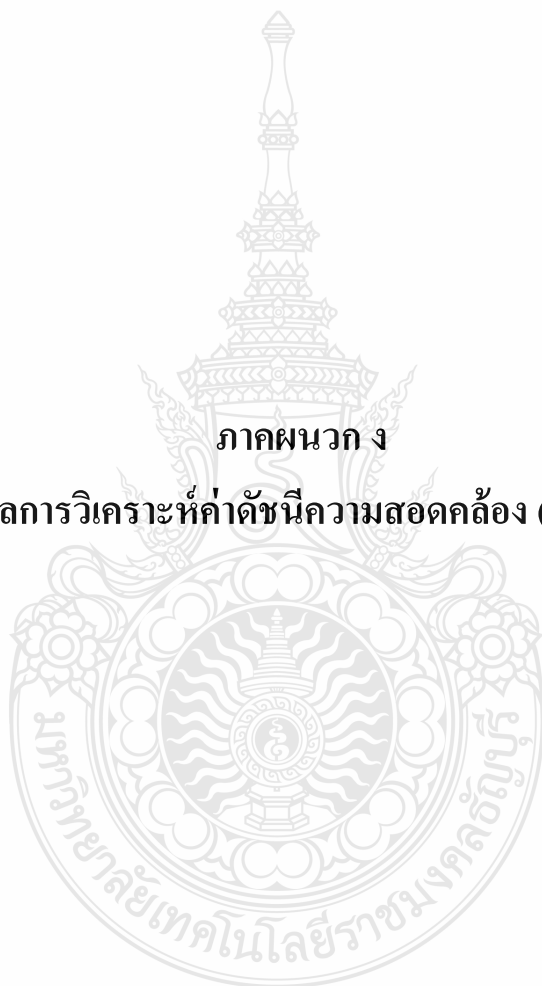 ภาคผนวก ง
ลการวิเคราะห์ค่าดัชนีความสอดคล้อง (
มหาวิทยาลัยเทคโนโลยีราชมงคลธัญบุรี